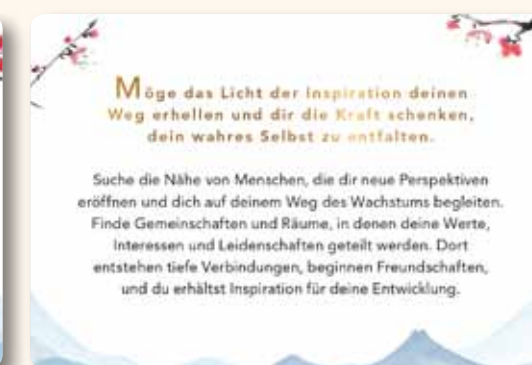 Möge das Licht der Inspiration deinen
Weg erhellen und dir die Kraft schenken,
dein wahres Selbst zu entfalten.
Suche die Nähe von Menschen, die dir neue Perspektiven
eröffnen und dich auf deinem Weg des Wachstums begleiten.
Finde Gemeinschaften und Räume, in denen deine Werte,
Interessen und Leidenschaften geteilt werden. Dort
entstehen tiefe Verbindungen, beginnen Freundschaften,
und du erhältst Inspiration für deine Entwicklung.